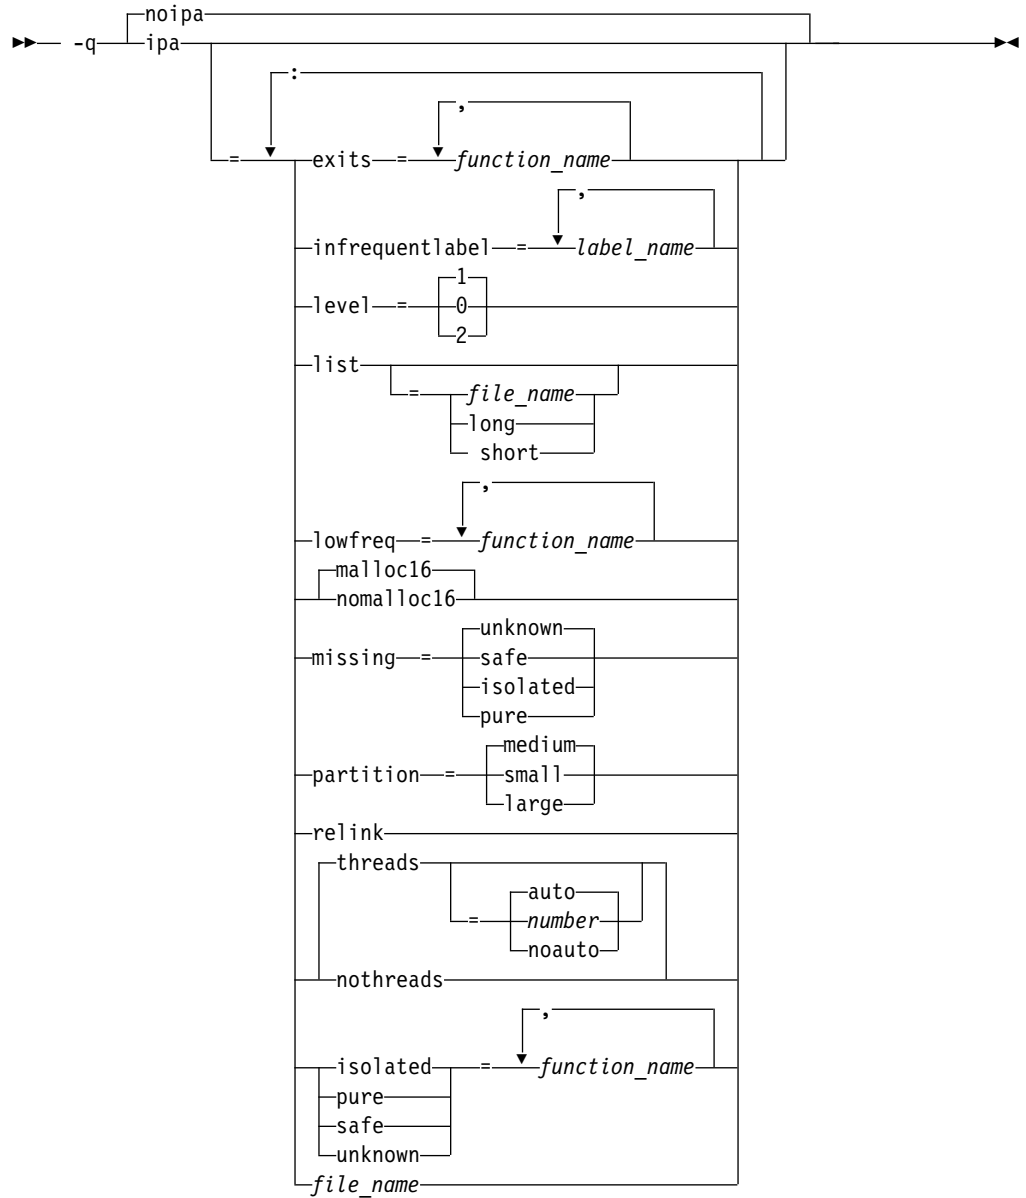 noipa
-q ipa
:
,
= exits = function_name
,
infrequentlabel = label_name
1
level = 0
2
list
= file_name
long
short
,
lowfreq = function_name
malloc16
nomalloc16
unknown
missing = safe
isolated
pure
medium
partition = small
large
relink
threads
auto
= number
noauto
nothreads
,
isolated = function_name
pure
safe
unknown
file_name